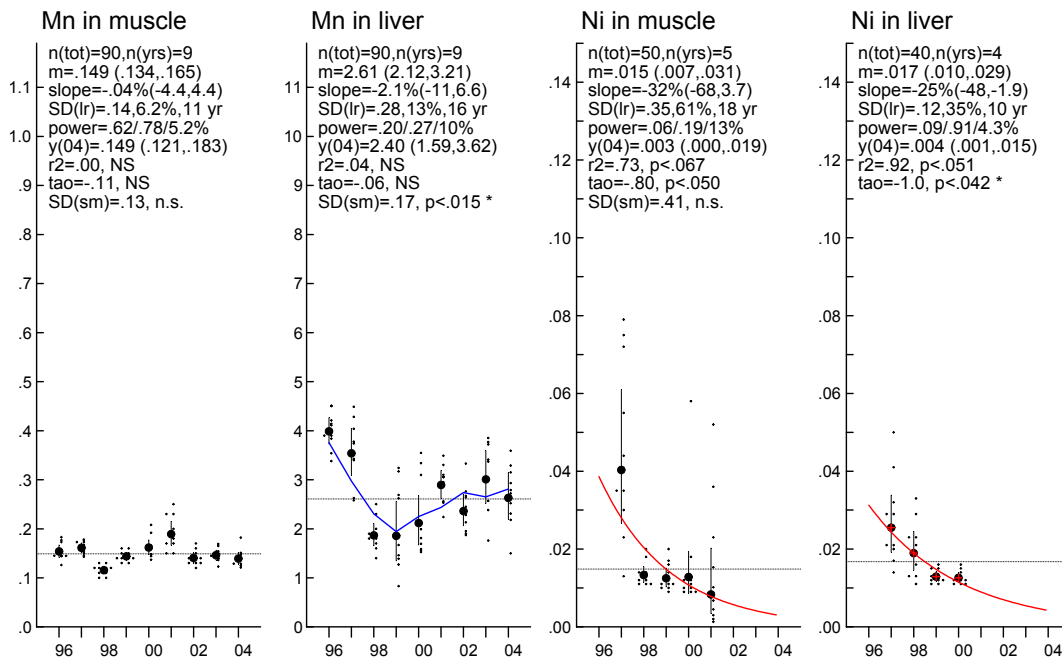 Mn in muscle
n(tot)=90,n(yrs)=9
m=.149 (.134,.165)
slope=-.04%(-4.4,4.4)
SD(lr)=.14,6.2%,11 yr
power=.62/.78/5.2%
y(04)=.149 (.121,.183)
r2=.00, NS
tao=-.11, NS
SD(sm)=.13, n.s.
1.1
1.0
.9
.8
.7
.6
.5
.4
.3
.2
.1
.0
96 98 00 02 04
Mn in liver
n(tot)=90,n(yrs)=9
m=2.61 (2.12,3.21)
slope=-2.1%(-11,6.6)
SD(lr)=.28,13%,16 yr
power=.20/.27/10%
y(04)=2.40 (1.59,3.62)
r2=.04, NS
tao=-.06, NS
SD(sm)=.17, p<.015 *
11
10
9
8
7
6
5
4
3
2
1
0
96 98 00 02 04
Ni in muscle
n(tot)=50,n(yrs)=5
m=.015 (.007,.031)
slope=-32%(-68,3.7)
SD(lr)=.35,61%,18 yr
power=.06/.19/13%
y(04)=.003 (.000,.019)
r2=.73, p<.067
tao=-.80, p<.050
SD(sm)=.41, n.s.
.14
.12
.10
.08
.06
.04
.02
.00
96 98 00 02 04
Ni in liver
n(tot)=40,n(yrs)=4
m=.017 (.010,.029)
slope=-25%(-48,-1.9)
SD(lr)=.12,35%,10 yr
power=.09/.91/4.3%
y(04)=.004 (.001,.015)
r2=.92, p<.051
tao=-1.0, p<.042 *
.14
.12
.10
.08
.06
.04
.02
.00
96 98 00 02 04